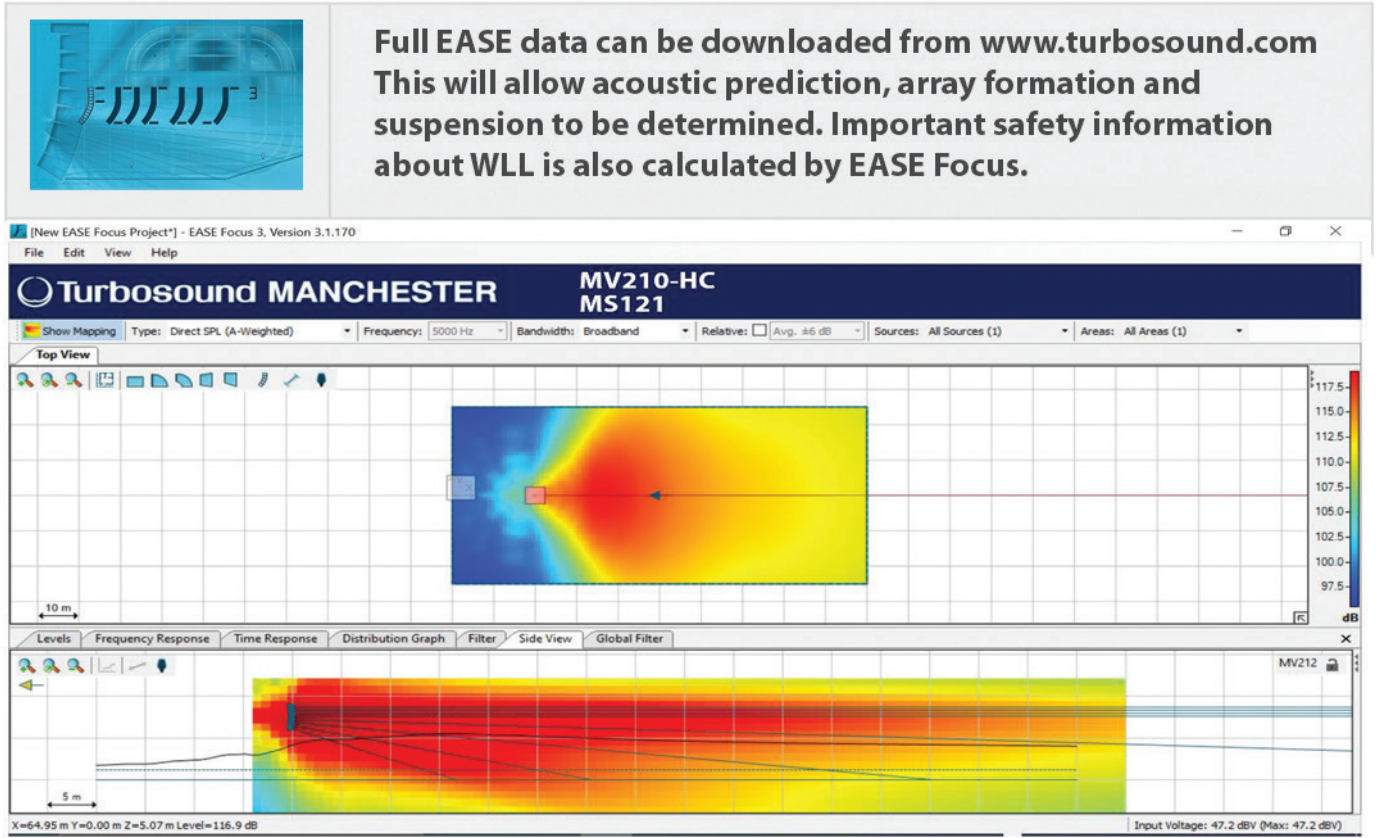 Full EASE data can be downloaded from www.turbosound.com
This will allow acoustic prediction, array formation and
suspension to be determined. Important safety information
about WLL is also calculated by EASE Focus.
[New EASE Focus Project*] - EASE Focus 3, Version 3.1.170
File Edit View Help
Turbosound MANCHESTER
MV210-HC
MS121
Show Mapping Type: Direct SPL (A-Weighted) Frequency: 5000 Hz Bandwidth: Broadband Relative: Avg. ±6 dB Sources: All Sources (1) Areas: All Areas (1)
Top View
117.5
115.0
112.5
110.0
107.5
105.0
102.5
100.0
97.5
dB
10 m
Levels Frequency Response Time Response Distribution Graph Filter Side View Global Filter
MV212
5 m
X=64.95 m Y=0.00 m Z=5.07 m Level=116.9 dB
Input Voltage: 47.2 dBV (Max: 47.2 dBV)